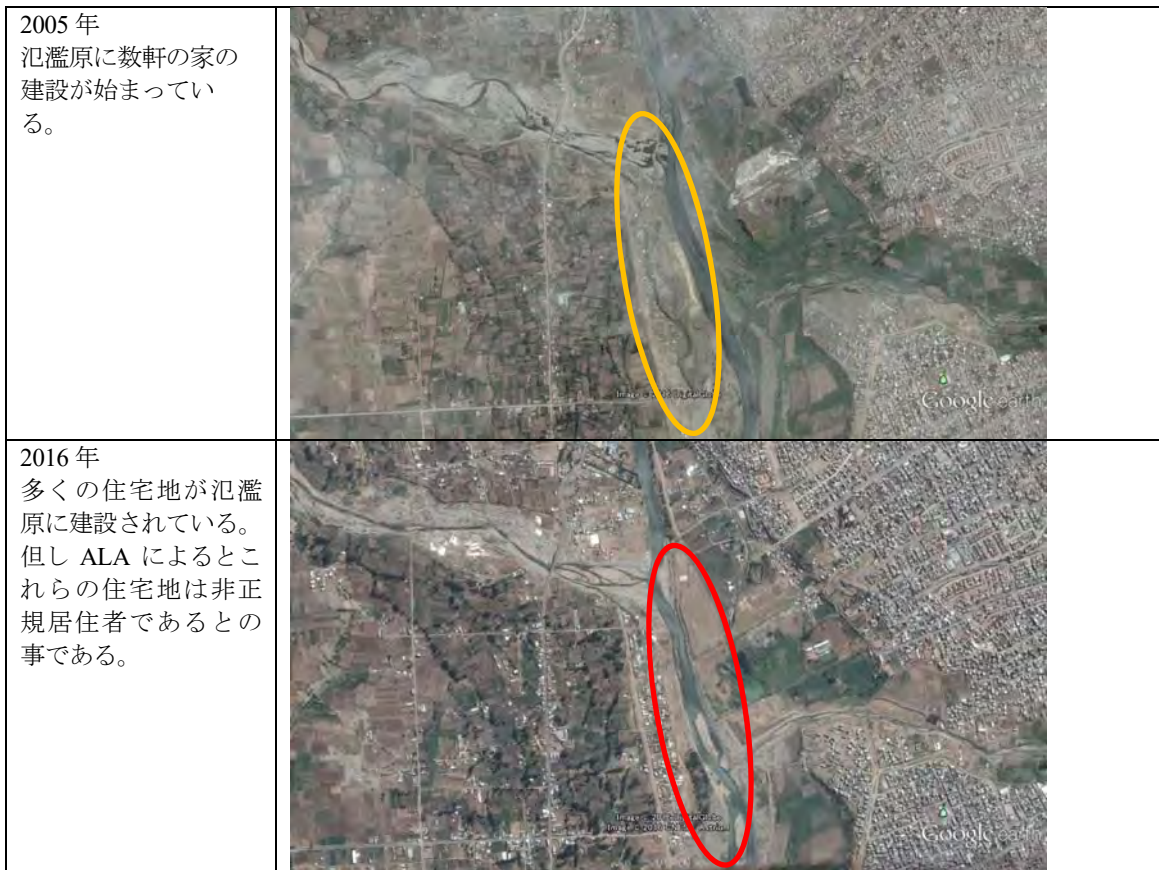 2005 年
氾濫原に数軒の家の
建設が始まってい
る。
Google earth
2016 年
多くの住宅地が氾濫
原に建設されている。
但し ALA によるとこ
れらの住宅地は非正
規居住者であるとの
事である。
Google earth